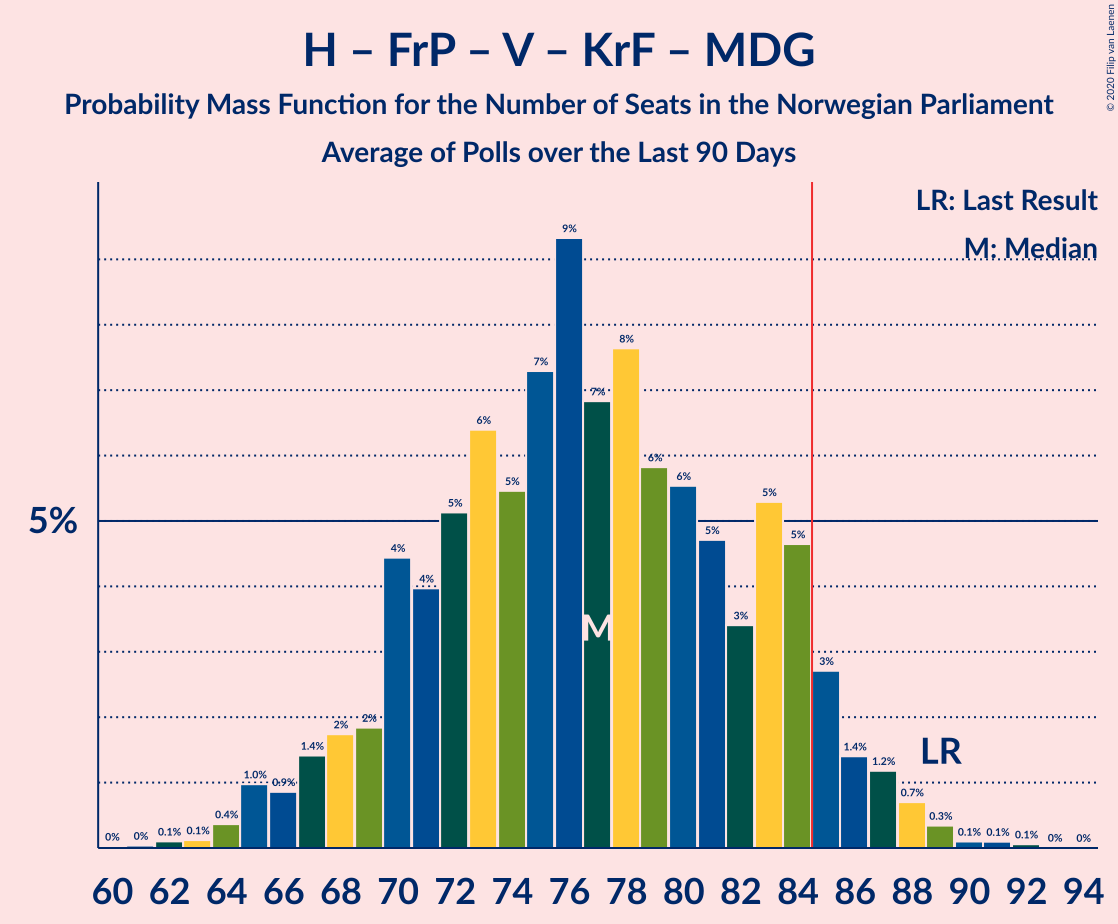 H – FrP – V – KrF – MDG
Probability Mass Function for the Number of Seats in the Norwegian Parliament
Average of Polls over the Last 90 Days
© 2020 Filip van Laenen
LR: Last Result
M: Median
5%
0% 0% 0.1% 0.1% 0.4% 1.0% 0.9% 1.4% 2% 2% 4% 4% 5% 6% 5% 7% 9% 7% 8% 6% 6% 5% 3% 5% 5% 3% 1.4% 1.2% 0.7% 0.3% 0.1% 0.1% 0.1% 0% 0%
M
LR
60 62 64 66 68 70 72 74 76 78 80 82 84 86 88 90 92 94